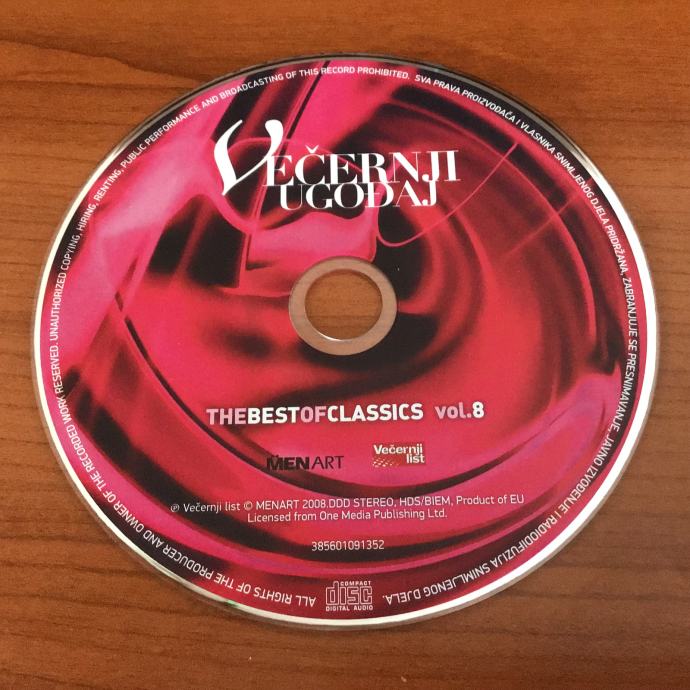 VEČERNJI
UGOĐAJ
THEBESTOFCLASSICS vol.8
MENART
Večernji
list
℗ Večernji list © MENART 2008.DDD STEREO, HDS/BIEM, Product of EU
Licensed from One Media Publishing Ltd.
385601091352
COMPACT
disc
DIGITAL AUDIO
ALL RIGHTS OF THE PRODUCER AND OWNER OF THE RECORDED WORK RESERVED. UNAUTHORIZED COPYING, HIRING, RENTING, PUBLIC PERFORMANCE AND BROADCASTING OF THIS RECORD PROHIBITED. SVA PRAVA PROIZVOĐAČA I VLASNIKA SNIMLJENOG DJELA PRIDRŽANA, ZABRANJUJE SE PRESNIMAVANJE, JAVNO IZVOĐENJE I RADIODIFUZIJA SNIMLJENOG DJELA.